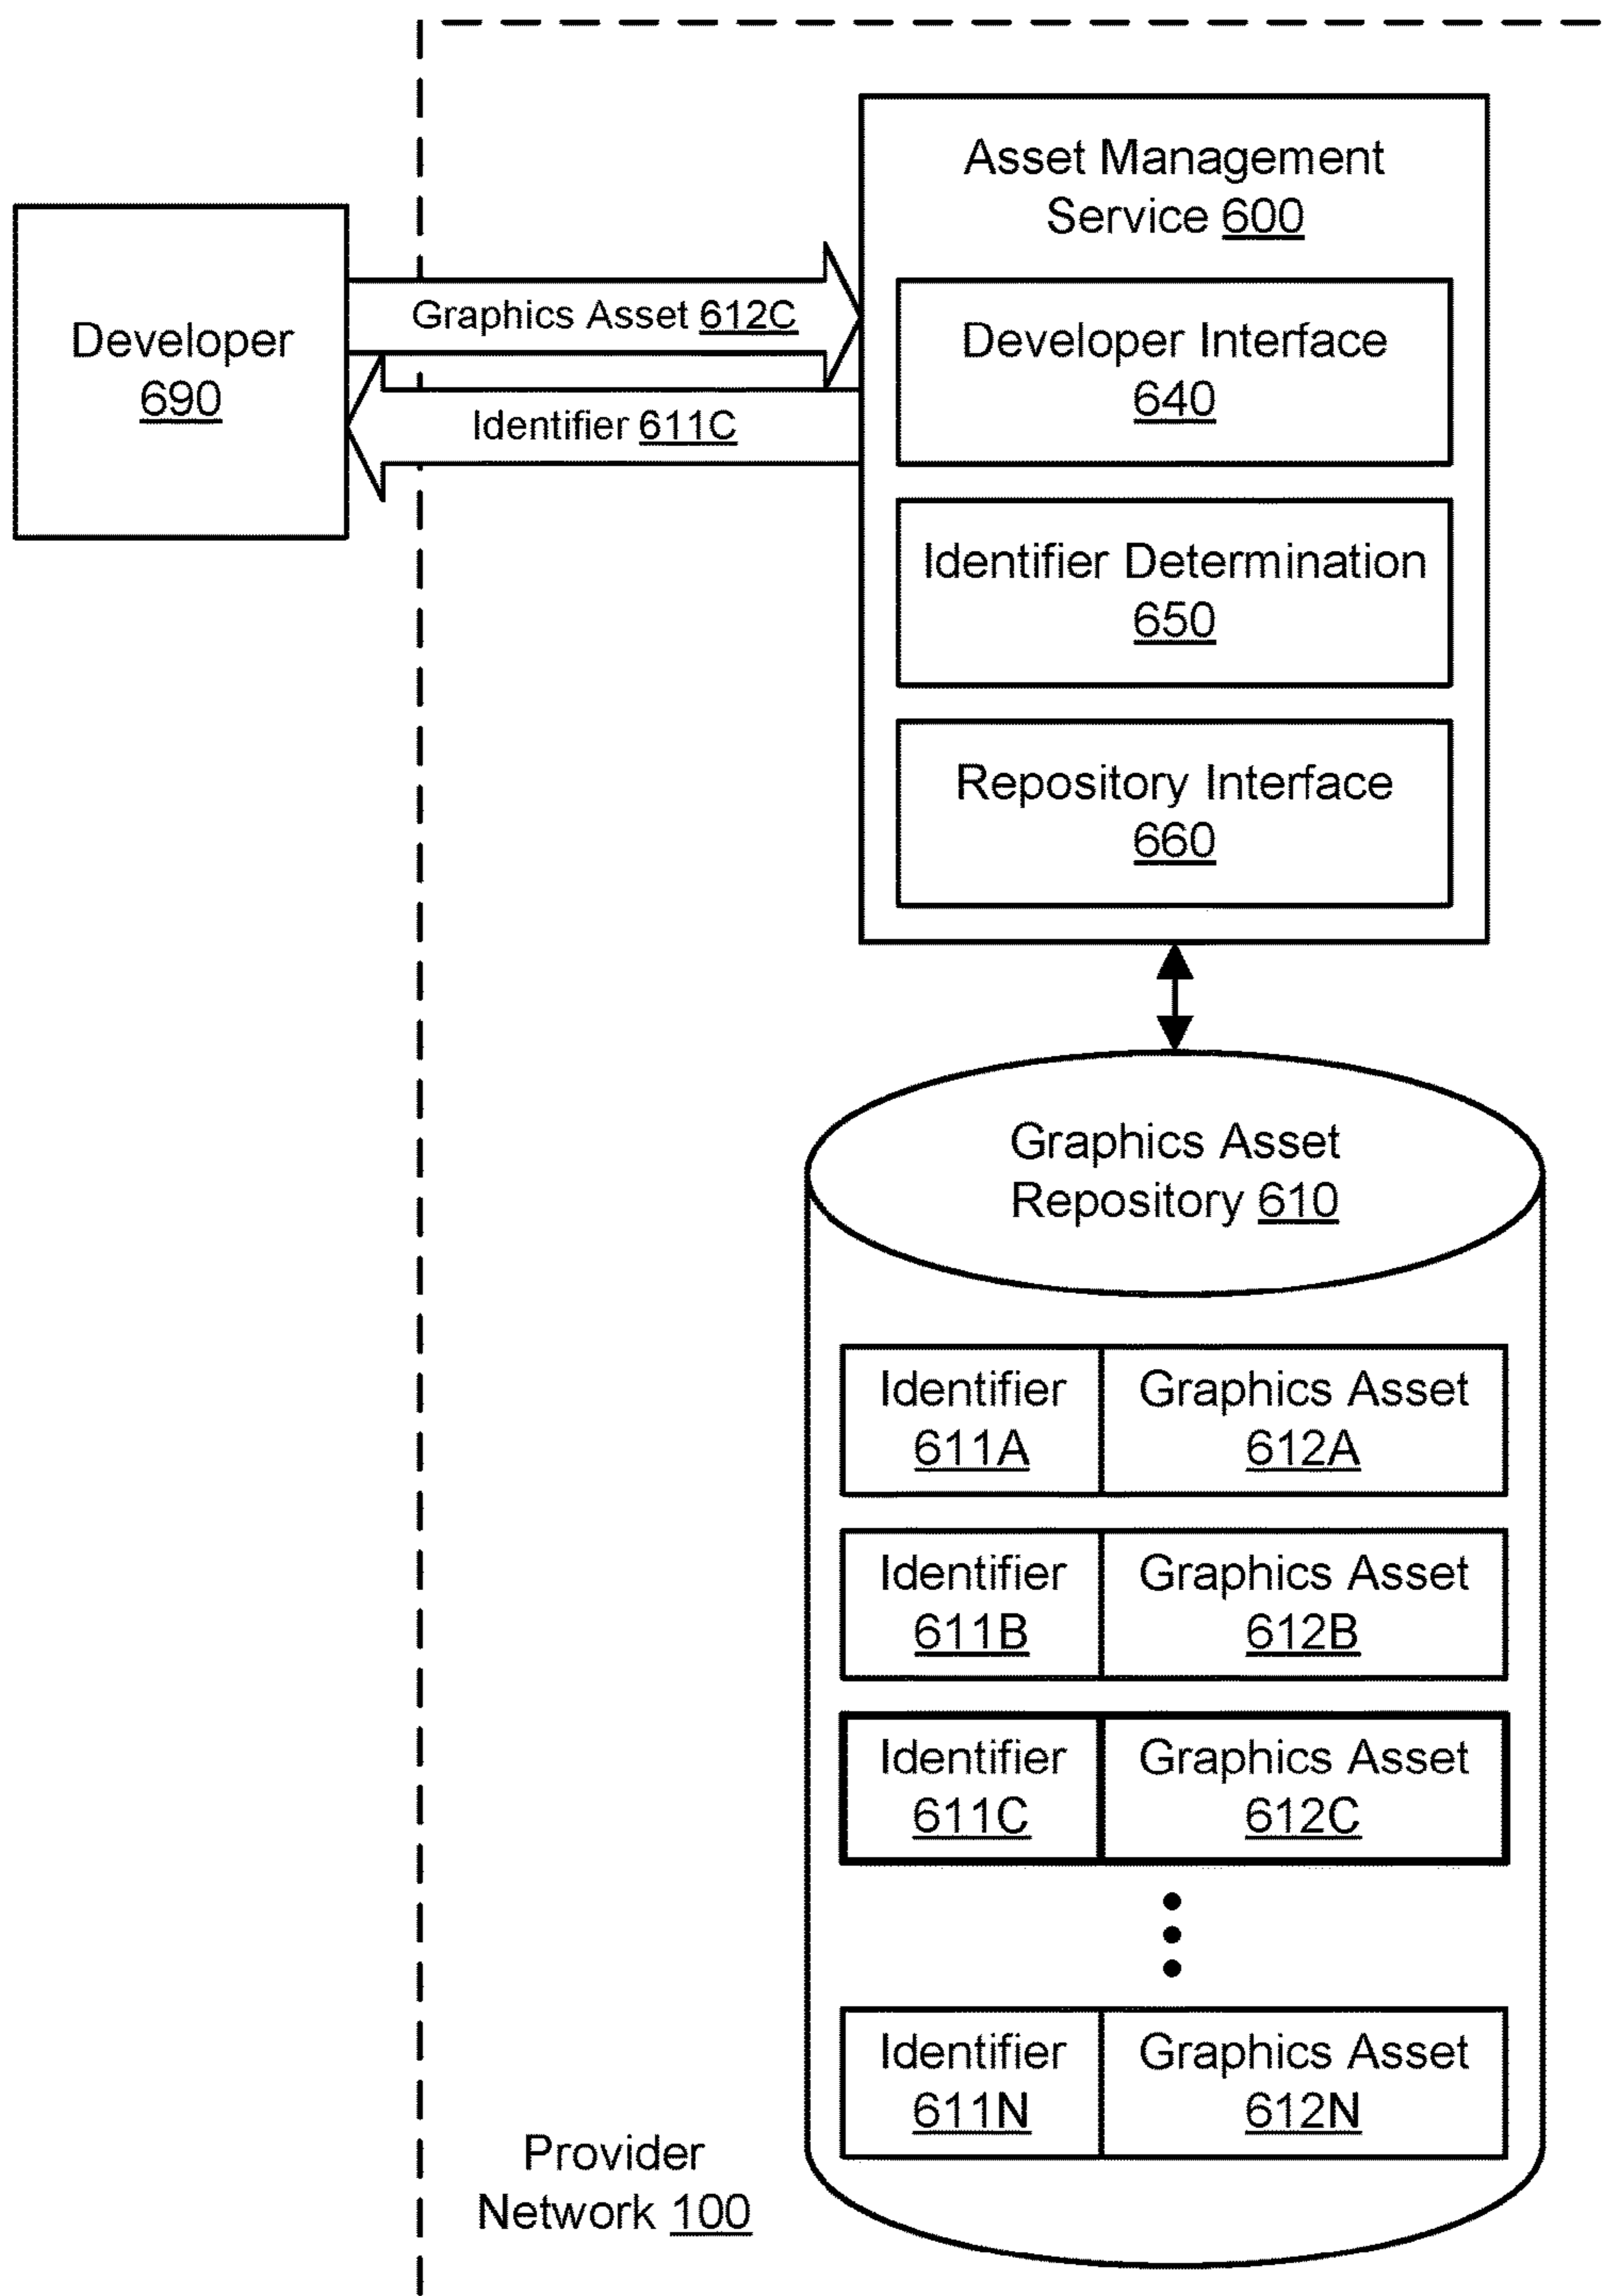 Asset Management
Service 600
Developer
690
Graphics Asset 612C
Identifier 611C
Developer Interface
640
Identifier Determination
650
Repository Interface
660
Graphics Asset
Repository 610
Identifier
611A
Graphics Asset
612A
Identifier
611B
Graphics Asset
612B
Identifier
611C
Graphics Asset
612C
Identifier
611N
Graphics Asset
612N
Provider
Network 100